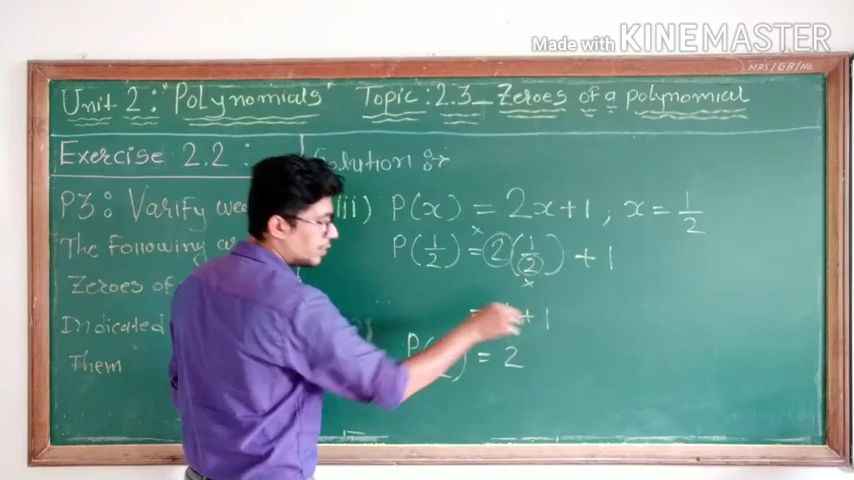 Made with KINEMASTER
Unit 2 : "Polynomials" Topic : 2.3 Zeroes of a polynomial
Exercise 2.2 : Solution :-
P3 : Varify
(iii) P(x) = 2x+1 , x = 1/2
The following
P(1/2) = 2(1/2) + 1
Zeroes of
Indicated
= + 1
Them
= 2